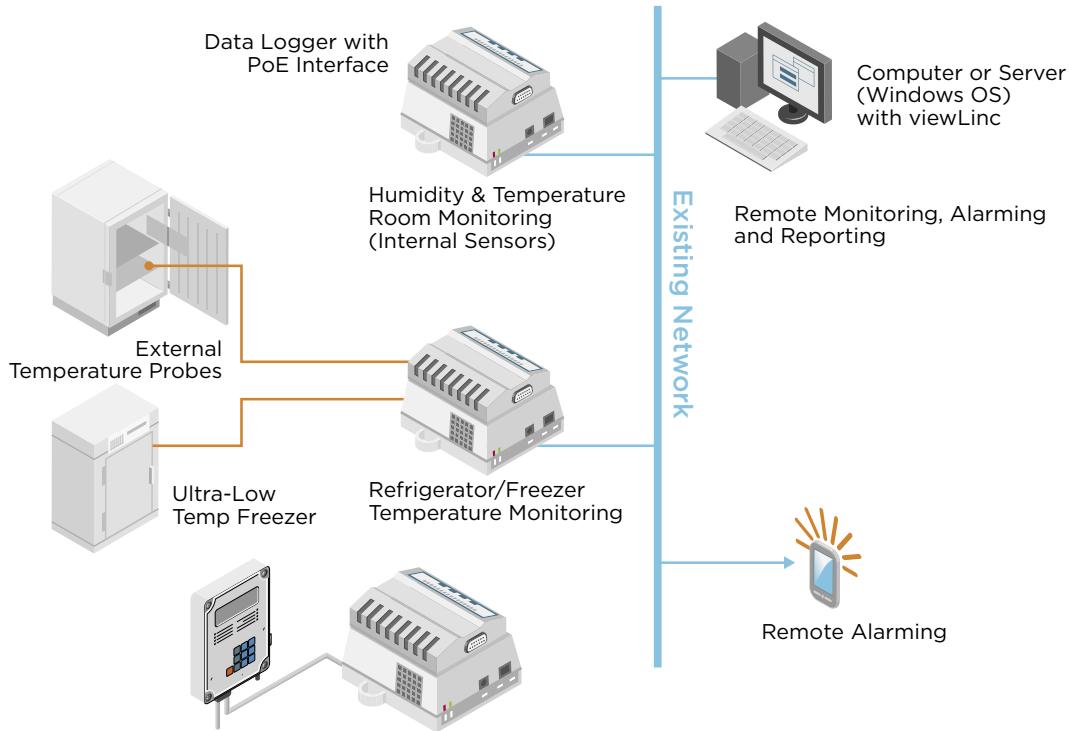 Data Logger with
PoE Interface
Computer or Server
(Windows OS)
with viewLinc
Humidity & Temperature
Room Monitoring
(Internal Sensors)
Remote Monitoring, Alarming
and Reporting
Existing Network
External
Temperature Probes
Ultra-Low
Temp Freezer
Refrigerator/Freezer
Temperature Monitoring
Remote Alarming